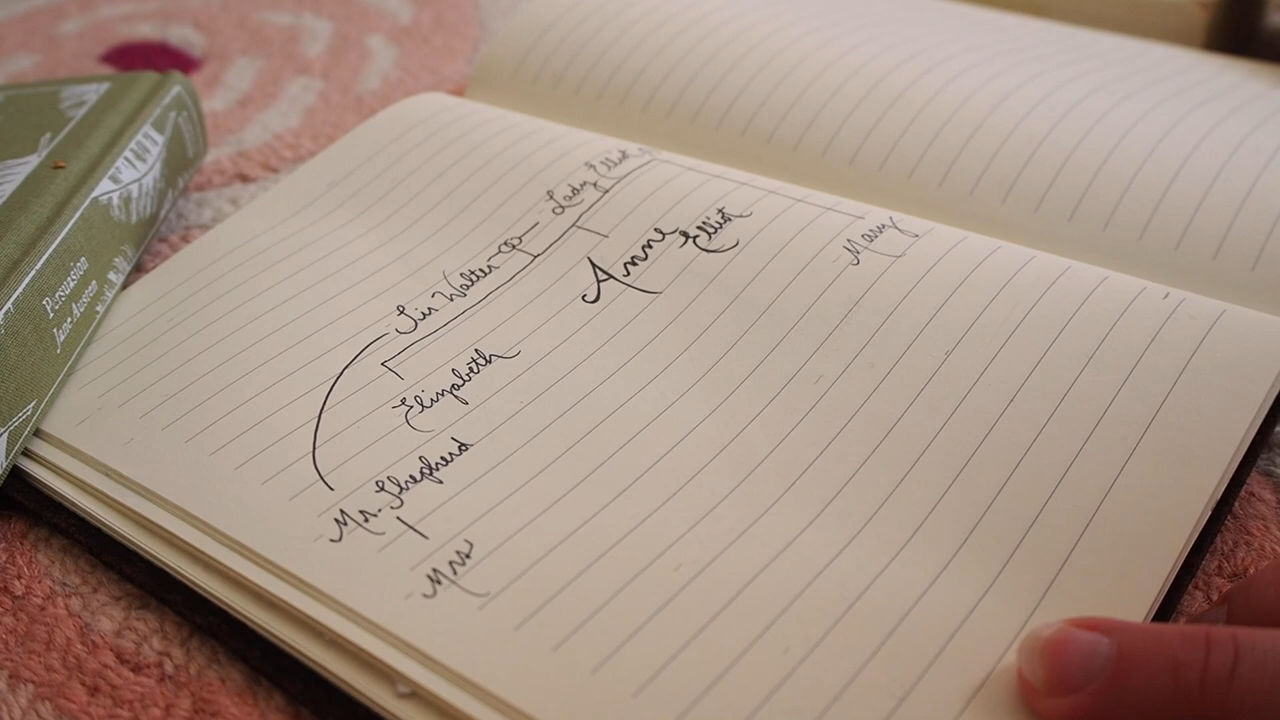 Persuasion
Jane Austen
Sir Walter Lady Elliot
Elizabeth
Anne
Elliot
Mary
Mr. Shepherd
Mrs